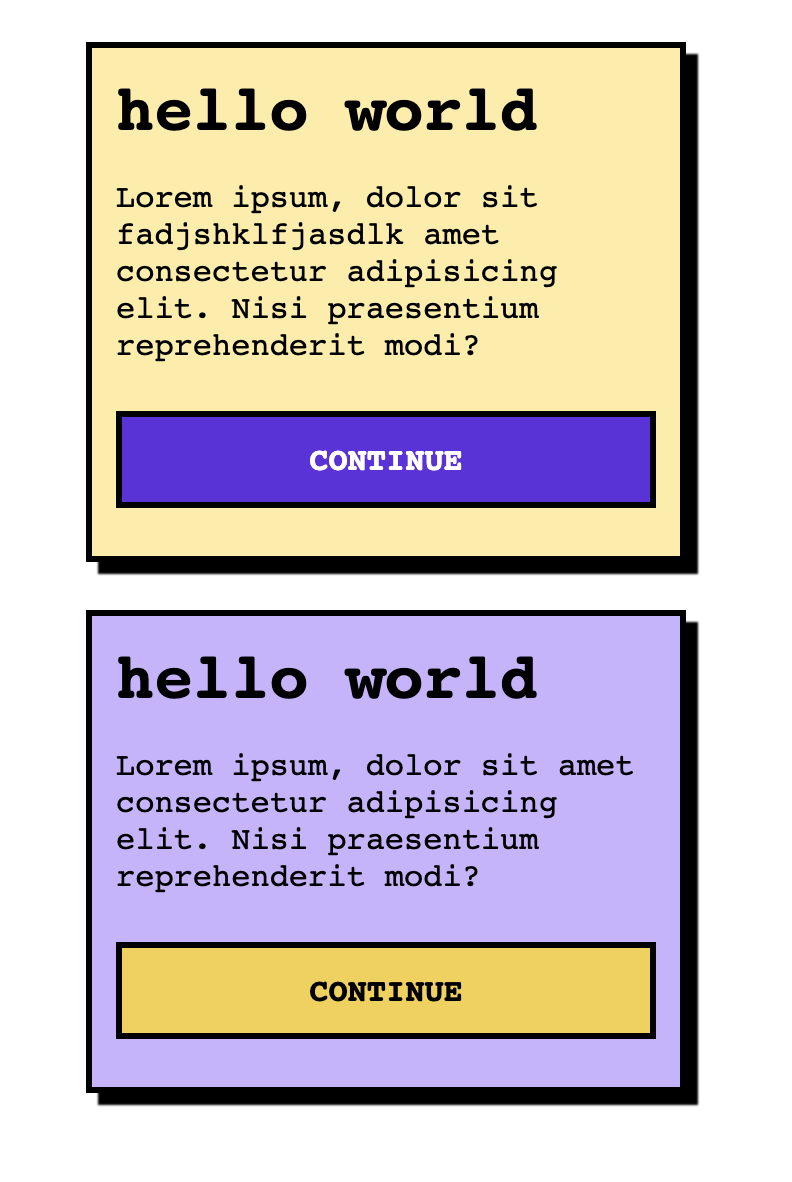 hello world
Lorem ipsum, dolor sit
fadjshklfjasdlk amet
consectetur adipisicing
elit. Nisi praesentium
reprehenderit modi?
CONTINUE
hello world
Lorem ipsum, dolor sit amet
consectetur adipisicing
elit. Nisi praesentium
reprehenderit modi?
CONTINUE